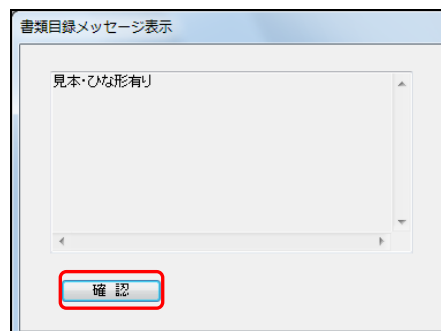 書類目録メッセージ表示
見本・ひな形有り
確 認